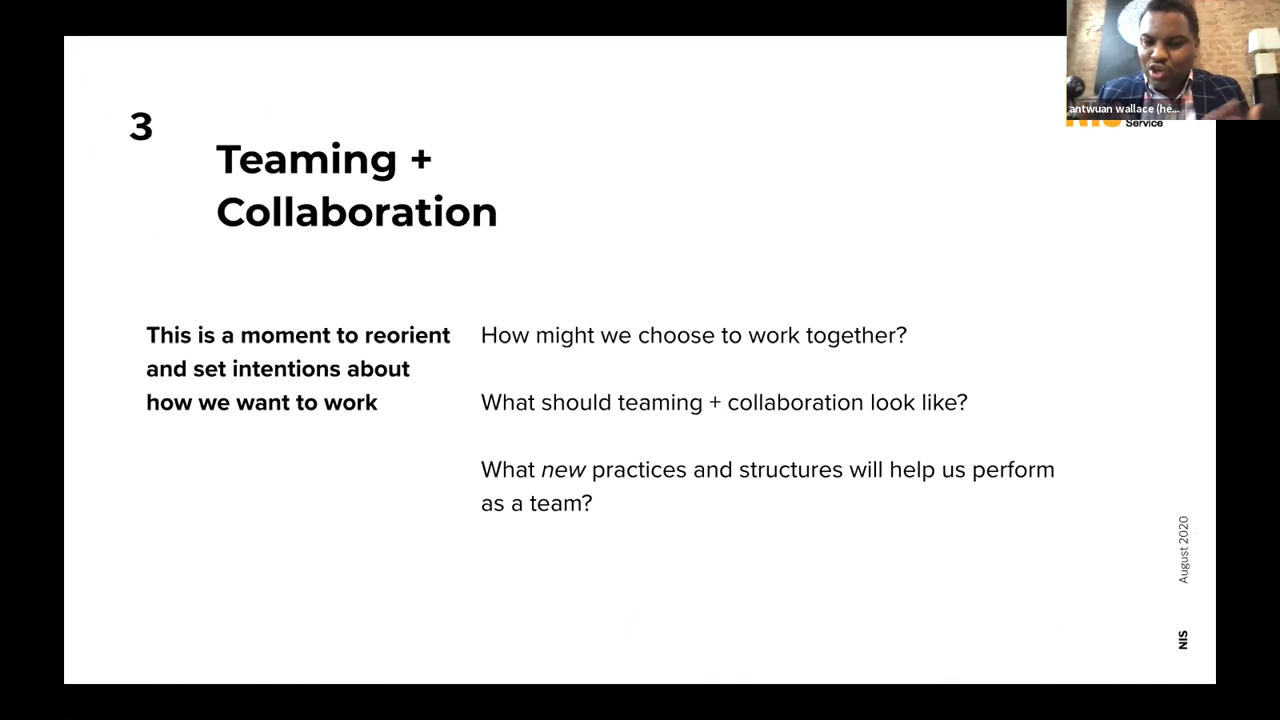 3
Teaming +
Collaboration
This is a moment to reorient
and set intentions about
how we want to work
How might we choose to work together?
What should teaming + collaboration look like?
What new practices and structures will help us perform
as a team?
antwuan wallace (he...
Service
August 2020
NIS